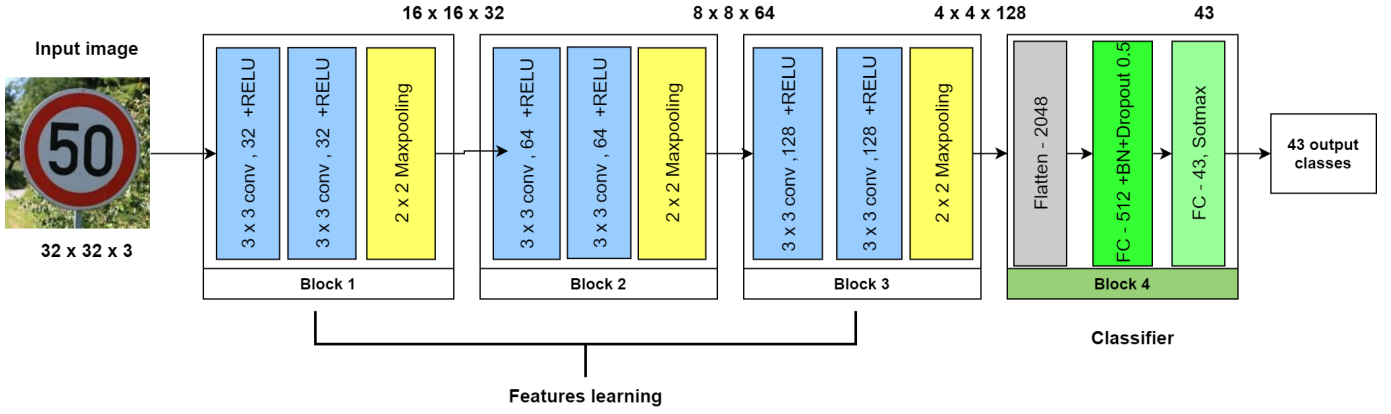 16 x 16 x 32
8 x 8 x 64
4 x 4 x 128
43
Input image
50
32 x 32 x 3
3 x 3 conv , 32 +RELU
3 x 3 conv , 32 +RELU
2 x 2 Maxpooling
Block 1
3 x 3 conv , 64 +RELU
3 x 3 conv , 64 +RELU
2 x 2 Maxpooling
Block 2
3 x 3 conv ,128 +RELU
3 x 3 conv ,128 +RELU
2 x 2 Maxpooling
Block 3
Flatten - 2048
FC - 512 +BN+Dropout 0.5
FC - 43, Sotmax
Block 4
43 output
classes
Classifier
Features learning